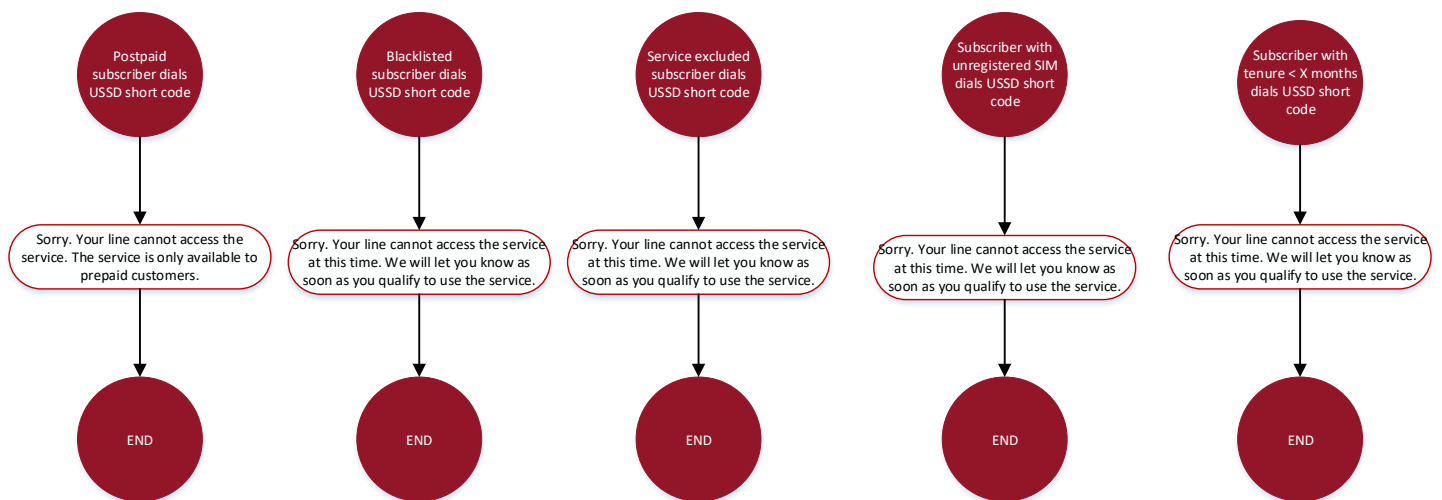 Postpaid
subscriber dials
USSD short code
Blacklisted
subscriber dials
USSD short code
Service excluded
subscriber dials
USSD short code
Subscriber with
unregistered SIM
dials USSD short
code
Subscriber with
tenure < X months
dials USSD short
code
Sorry. Your line cannot access the
service. The service is only available to
prepaid customers.
Sorry. Your line cannot access the service
at this time. We will let you know as
soon as you qualify to use the service.
Sorry. Your line cannot access the service
at this time. We will let you know as
soon as you qualify to use the service.
Sorry. Your line cannot access the service
at this time. We will let you know as
soon as you qualify to use the service.
Sorry. Your line cannot access the service
at this time. We will let you know as
soon as you qualify to use the service.
END
END
END
END
END